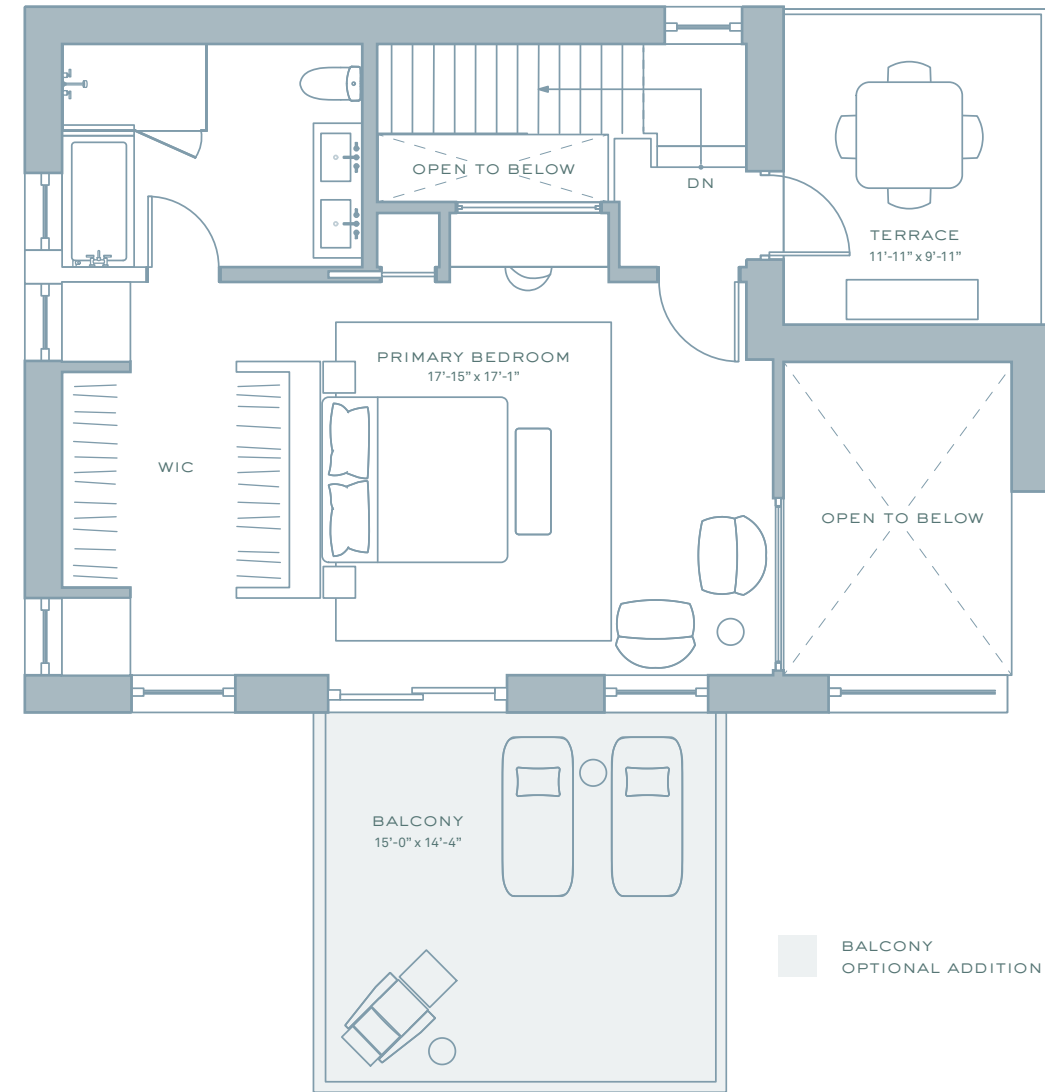 OPEN TO BELOW
DN
TERRACE
11'-11" x 9'-11"
PRIMARY BEDROOM
17'-15" x 17'-1"
WIC
OPEN TO BELOW
BALCONY
15'-0" x 14'-4"
BALCONY
OPTIONAL ADDITION